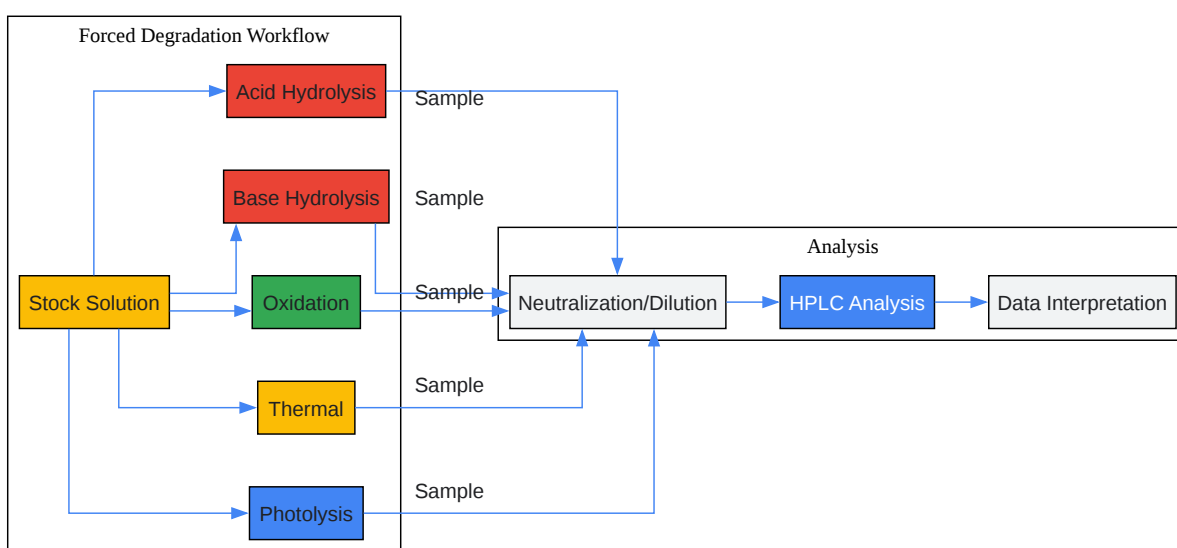 Forced Degradation Workflow
Acid Hydrolysis
Sample
Base Hydrolysis
Sample
Analysis
Stock Solution
Oxidation
Sample
Neutralization/Dilution
HPLC Analysis
Data Interpretation
Thermal
Sample
Photolysis
Sample